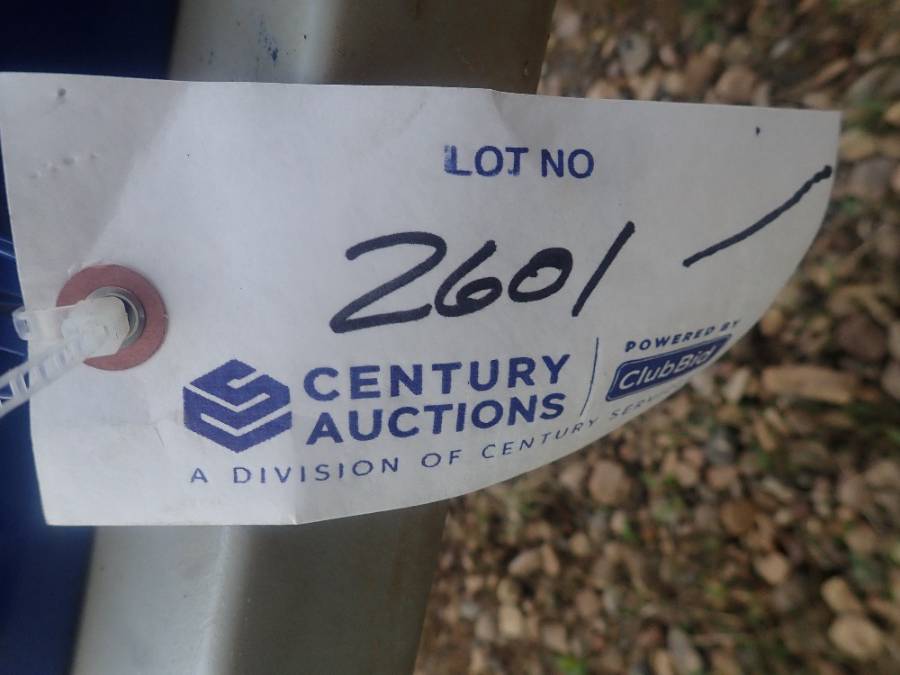 LOT NO
2601 —
CENTURY AUCTIONS
POWERED BY
ClubBid
A DIVISION OF CENTURY